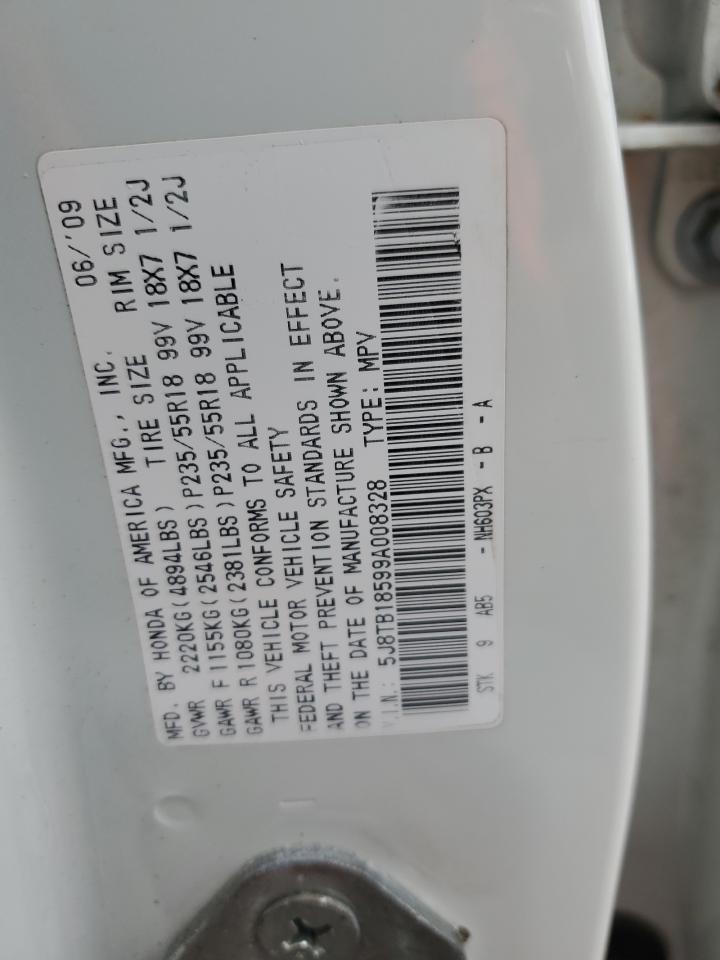 MFD. BY HONDA OF AMERICA MFG., INC. 06/'09
GVWR 2220KG(4894LBS) TIRE SIZE RIM SIZE
GAWR F 1155KG(2546LBS)P235/55R18 99V 18X7 1/2J
GAWR R 1080KG(2381LBS)P235/55R18 99V 18X7 1/2J
THIS VEHICLE CONFORMS TO ALL APPLICABLE
FEDERAL MOTOR VEHICLE SAFETY
AND THEFT PREVENTION STANDARDS IN EFFECT
ON THE DATE OF MANUFACTURE SHOWN ABOVE.
V.I.N.: 5J8TB18599A008328 TYPE: MPV
STK 9 AB5 - NH603PX - B - A